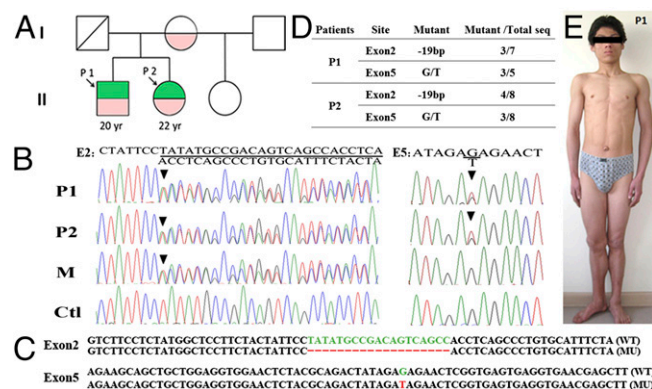 A
I
II
P 1
P 2
20 yr
22 yr
D
Patients Site Mutant Mutant /Total seq
P1 Exon2 -19bp 3/7
Exon5 G/T 3/5
P2 Exon2 -19bp 4/8
Exon5 G/T 3/8
E
P1
B
E2: CTATTCCTATATGCCGACAGTCAGCCACCTCA
ACCTCAGCCCTGTGCATTTCTACTA
E5: ATAGAGAGAACT
T
P1
P2
M
Ctl
C
Exon2 GTCTTCCTCTATGGCTCCTTCTACTATTCCTATATGCCGACAGTCAGCCACCTCAGCCCTGTGCATTTCTA (WT)
GTCTTCCTCTATGGCTCCTTCTACTATTCC-------------------ACCTCAGCCCTGTGCATTTCTA (MU)
Exon5 AGAAGCAGCTGCTGGAGGTGGAACTCTACGCAGACTATAGAGAGAACTCGGTGAGTGAGGTGAACGAGCTT (WT)
AGAAGCAGCTGCTGGAGGTGGAACTCTACGCAGACTATAGATAGAACTCGGTGAGTGAGGTGAACGAGCTT (MU)